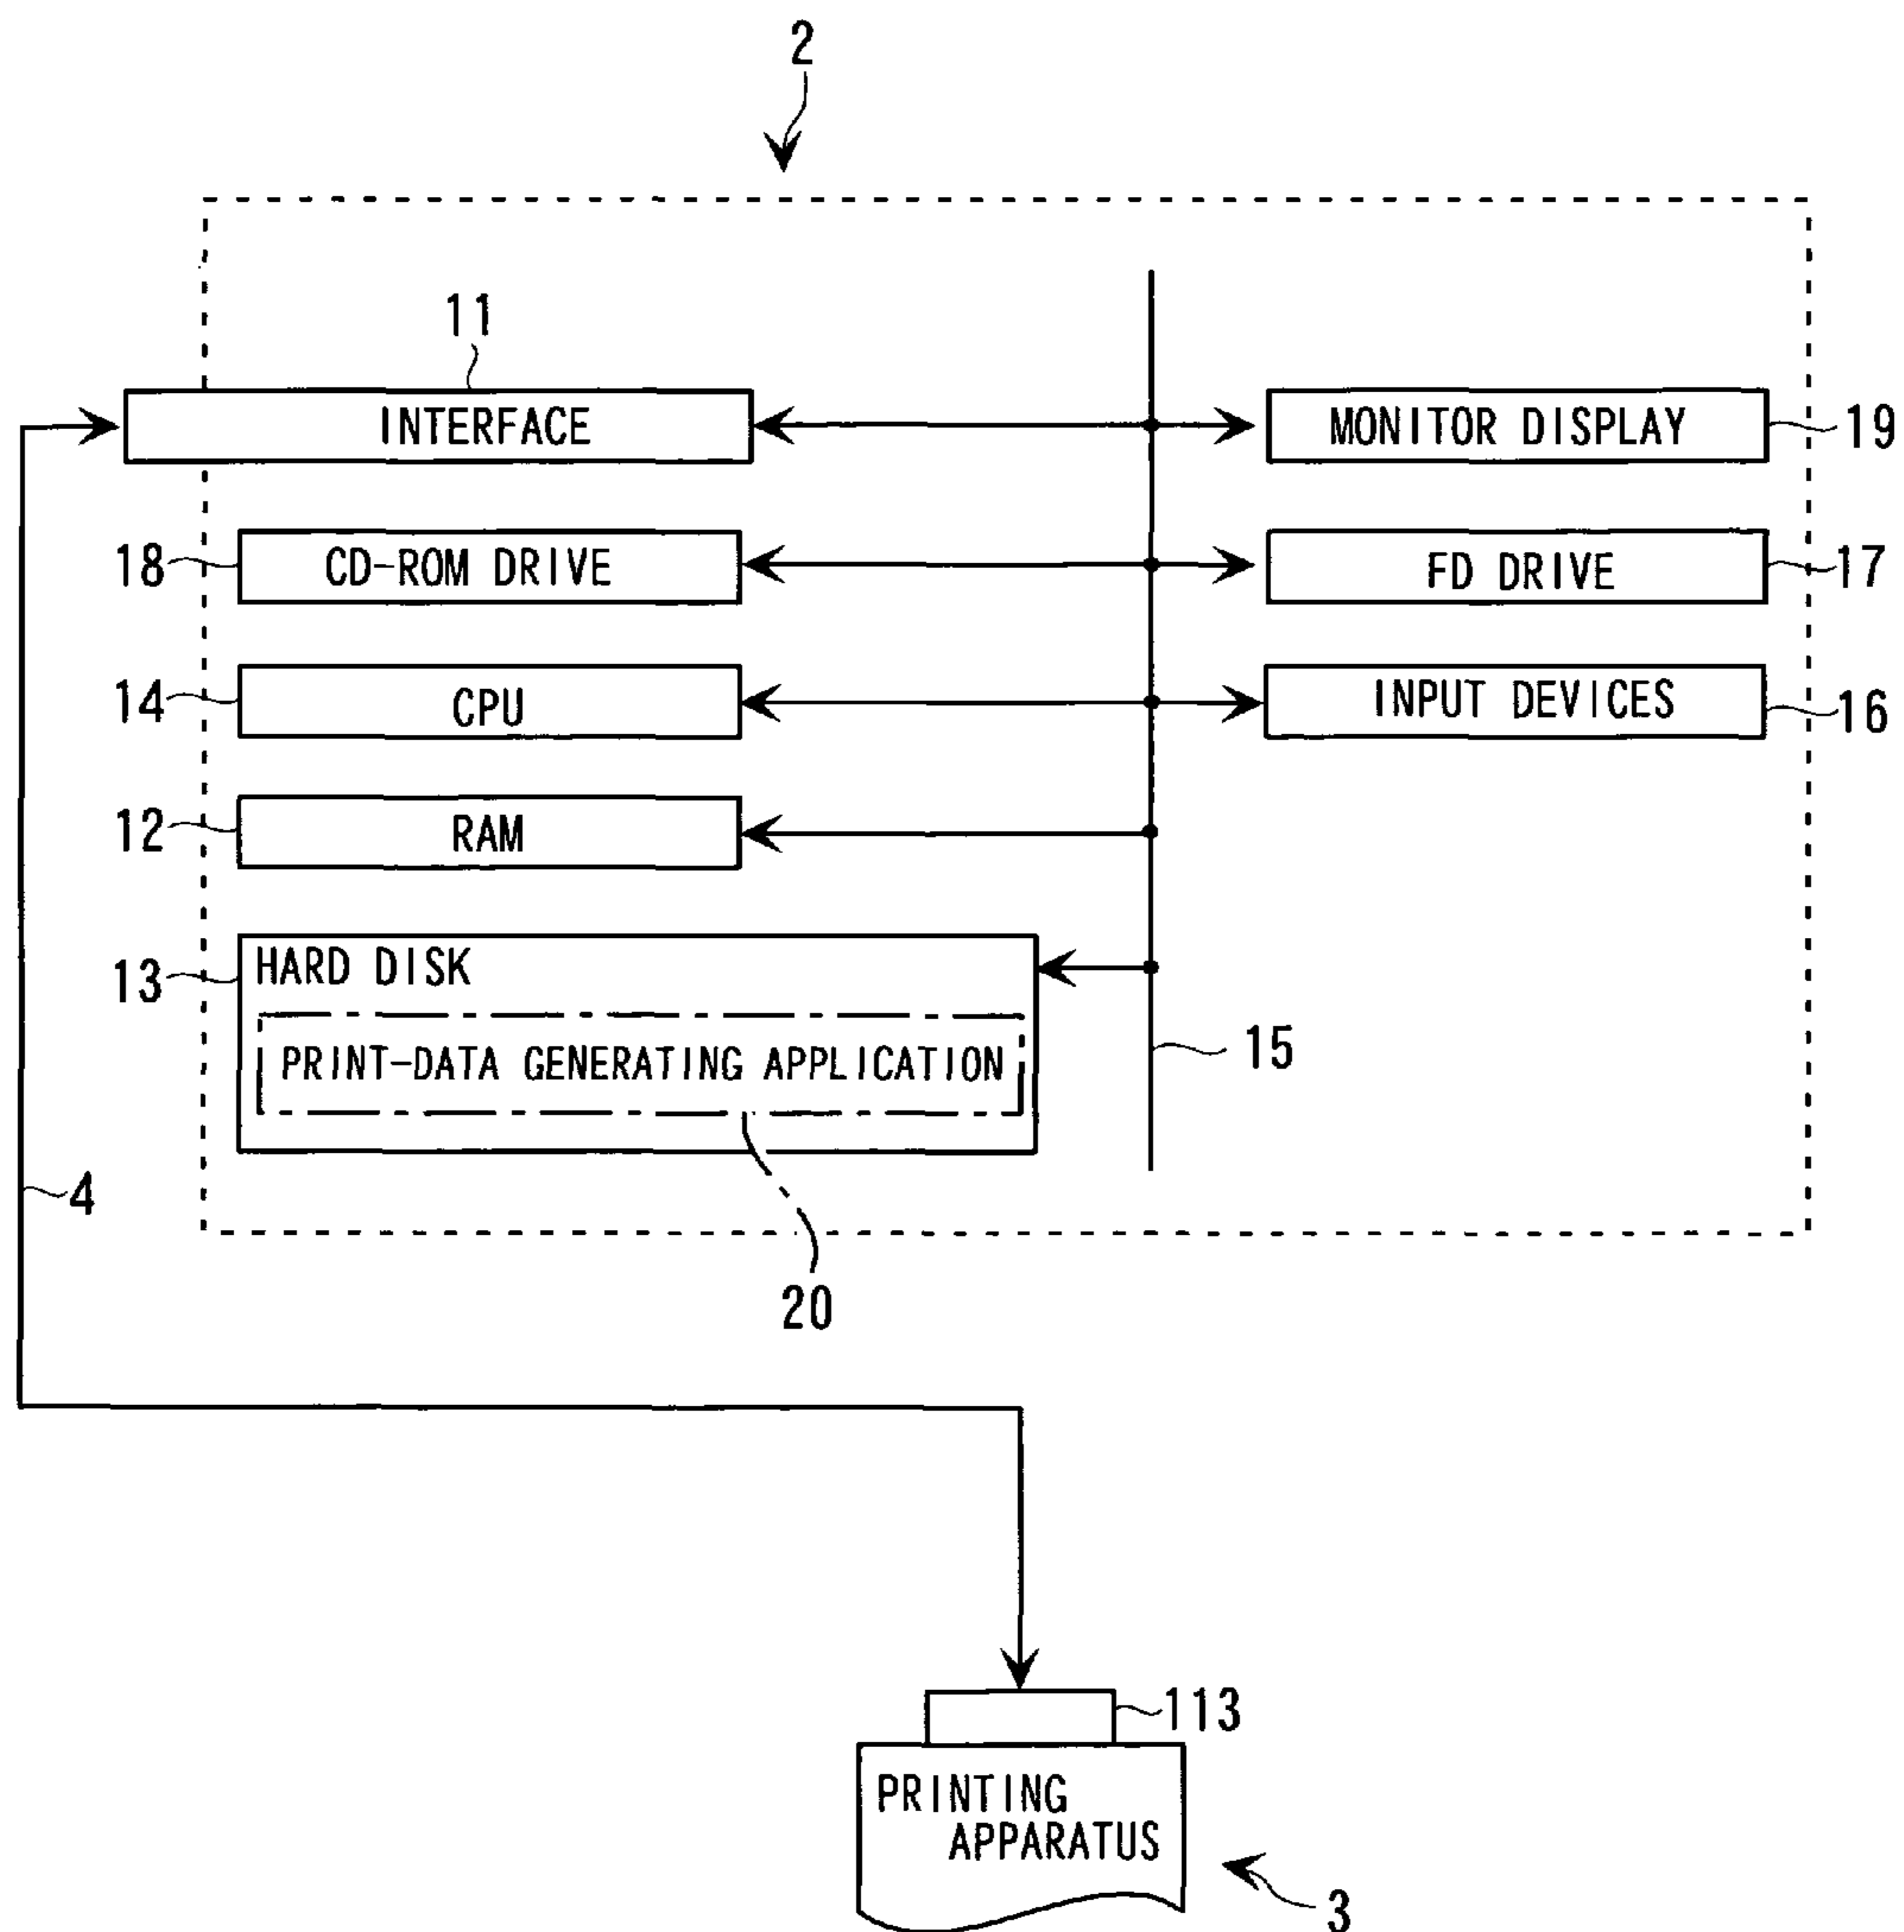 2
11
INTERFACE
MONITOR DISPLAY
19
18
CD-ROM DRIVE
FD DRIVE
17
14
CPU
INPUT DEVICES
16
12
RAM
13
HARD DISK
PRINT-DATA GENERATING APPLICATION
15
4
20
113
PRINTING
APPARATUS
3